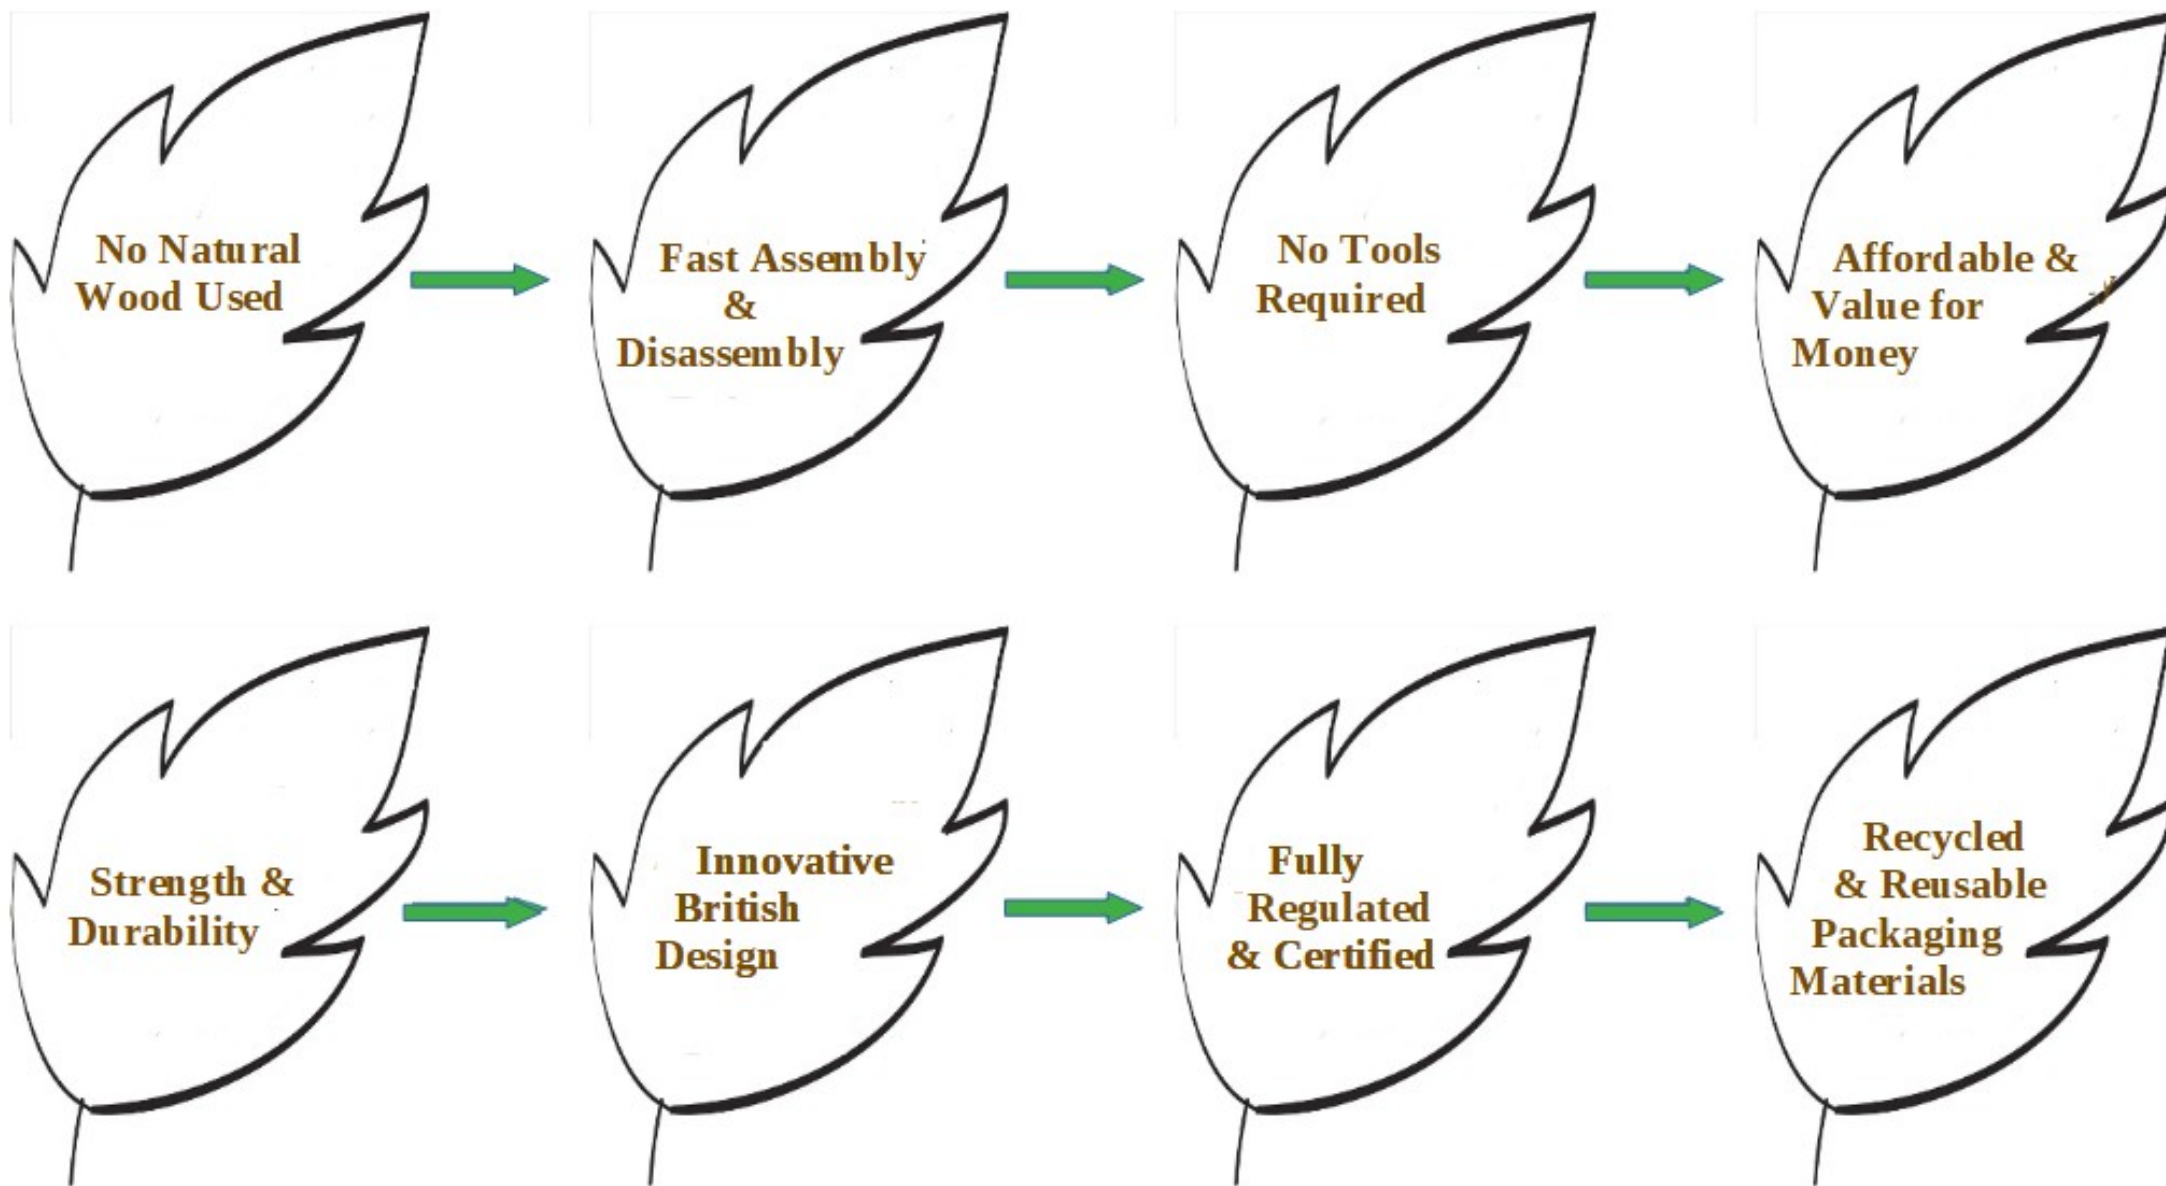 No Natural
Wood Used
Fast Assembly
&
Disassembly
No Tools
Required
Affordable &
Value for
Money
Strength &
Durability
Innovative
British
Design
Fully
Regulated
& Certified
Recycled
& Reusable
Packaging
Materials